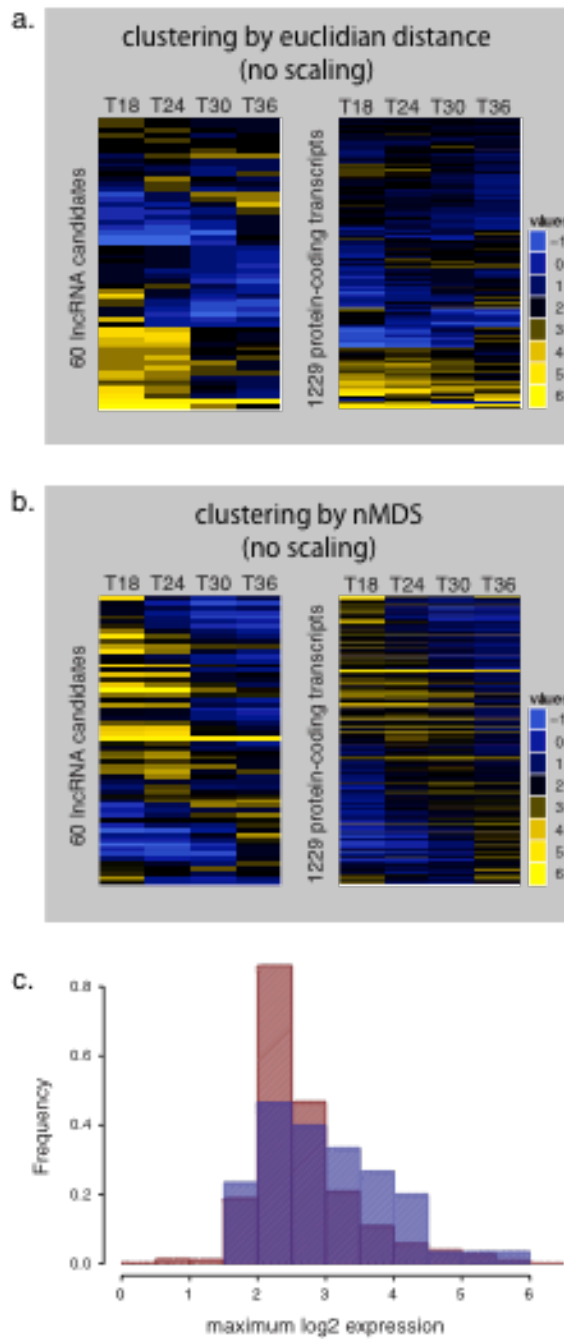 a.
clustering by euclidian distance
(no scaling)
T18 T24 T30 T36
T18 T24 T30 T36
60 lncRNA candidates
1229 protein-coding transcripts
0
1
2
3
4
5
6
b.
clustering by nMDS
(no scaling)
T18 T24 T30 T36
T18 T24 T30 T36
60 lncRNA candidates
1229 protein-coding transcripts
0
1
2
3
4
5
6
c.
0.8
0.6
0.4
0.2
0.0
Frequency
0 1 2 3 4 5 6
maximum log2 expression